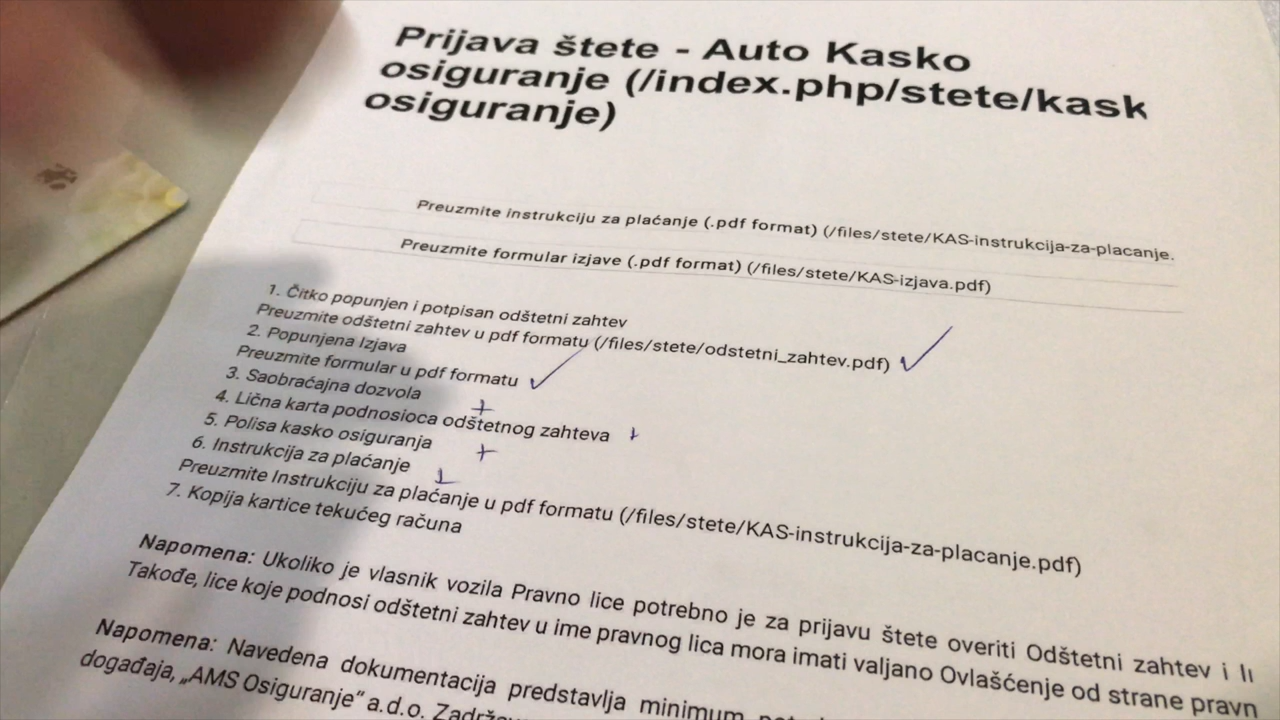 Prijava štete - Auto Kasko
osiguranje (/index.php/stete/kask
osiguranje)
Preuzmite instrukciju za plaćanje (.pdf format) (/files/stete/KAS-instrukcija-za-placanje.
Preuzmite formular izjave (.pdf format) (/files/stete/KAS-izjava.pdf)
1. Čitko popunjen i potpisan odštetni zahtev
Preuzmite odštetni zahtev u pdf formatu (/files/stete/odstetni_zahtev.pdf)
2. Popunjena Izjava
Preuzmite formular u pdf formatu
3. Saobraćajna dozvola
4. Lična karta podnosioca odštetnog zahteva
5. Polisa kasko osiguranja
6. Instrukcija za plaćanje
Preuzmite Instrukciju za plaćanje u pdf formatu (/files/stete/KAS-instrukcija-za-placanje.pdf)
7. Kopija kartice tekućeg računa
Napomena: Ukoliko je vlasnik vozila Pravno lice potrebno je za prijavu štete overiti Odštetni zahtev i
Takođe, lice koje podnosi odštetni zahtev u ime pravnog lica mora imati valjano Ovlašćenje od strane pravn
Napomena: Navedena dokumentacija predstavlja minimum
događaja, „AMS Osiguranje“ a.d.o.